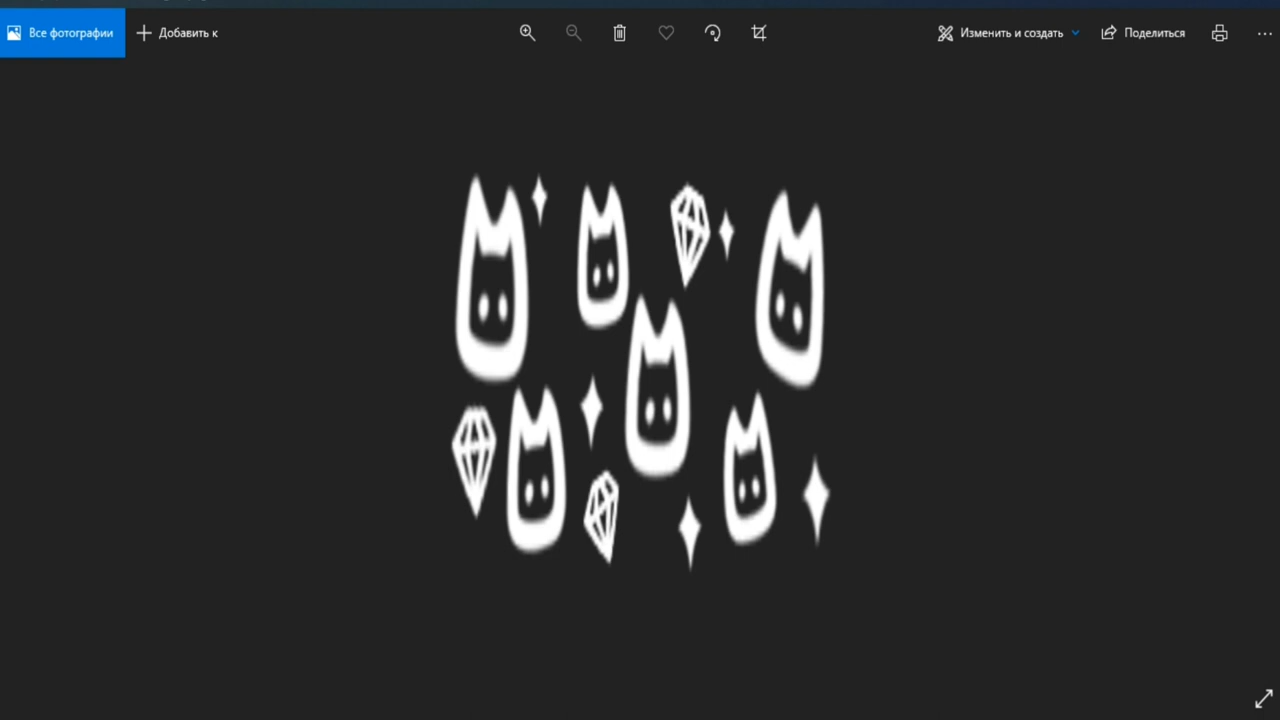 Все фотографии
Добавить к
Изменить и создать
Поделиться